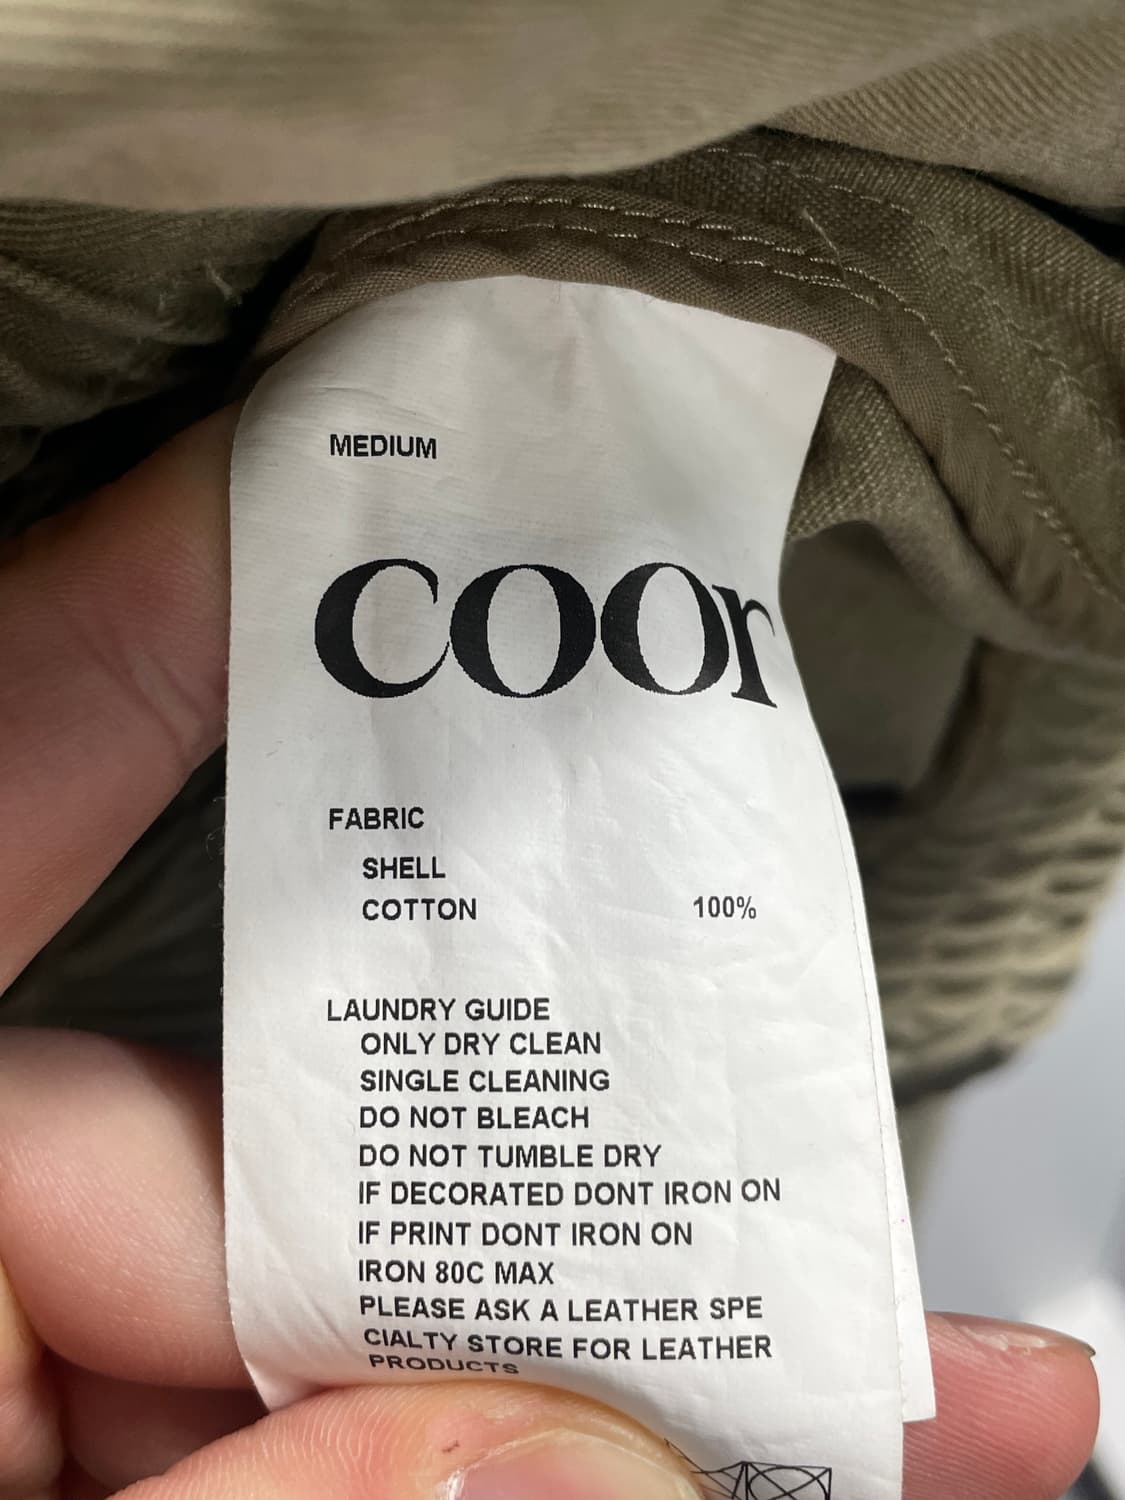 MEDIUM
coor
FABRIC
SHELL
COTTON 100%
LAUNDRY GUIDE
ONLY DRY CLEAN
SINGLE CLEANING
DO NOT BLEACH
DO NOT TUMBLE DRY
IF DECORATED DONT IRON ON
IF PRINT DONT IRON ON
IRON 80C MAX
PLEASE ASK A LEATHER SPE
CIALTY STORE FOR LEATHER
PRODUCTS